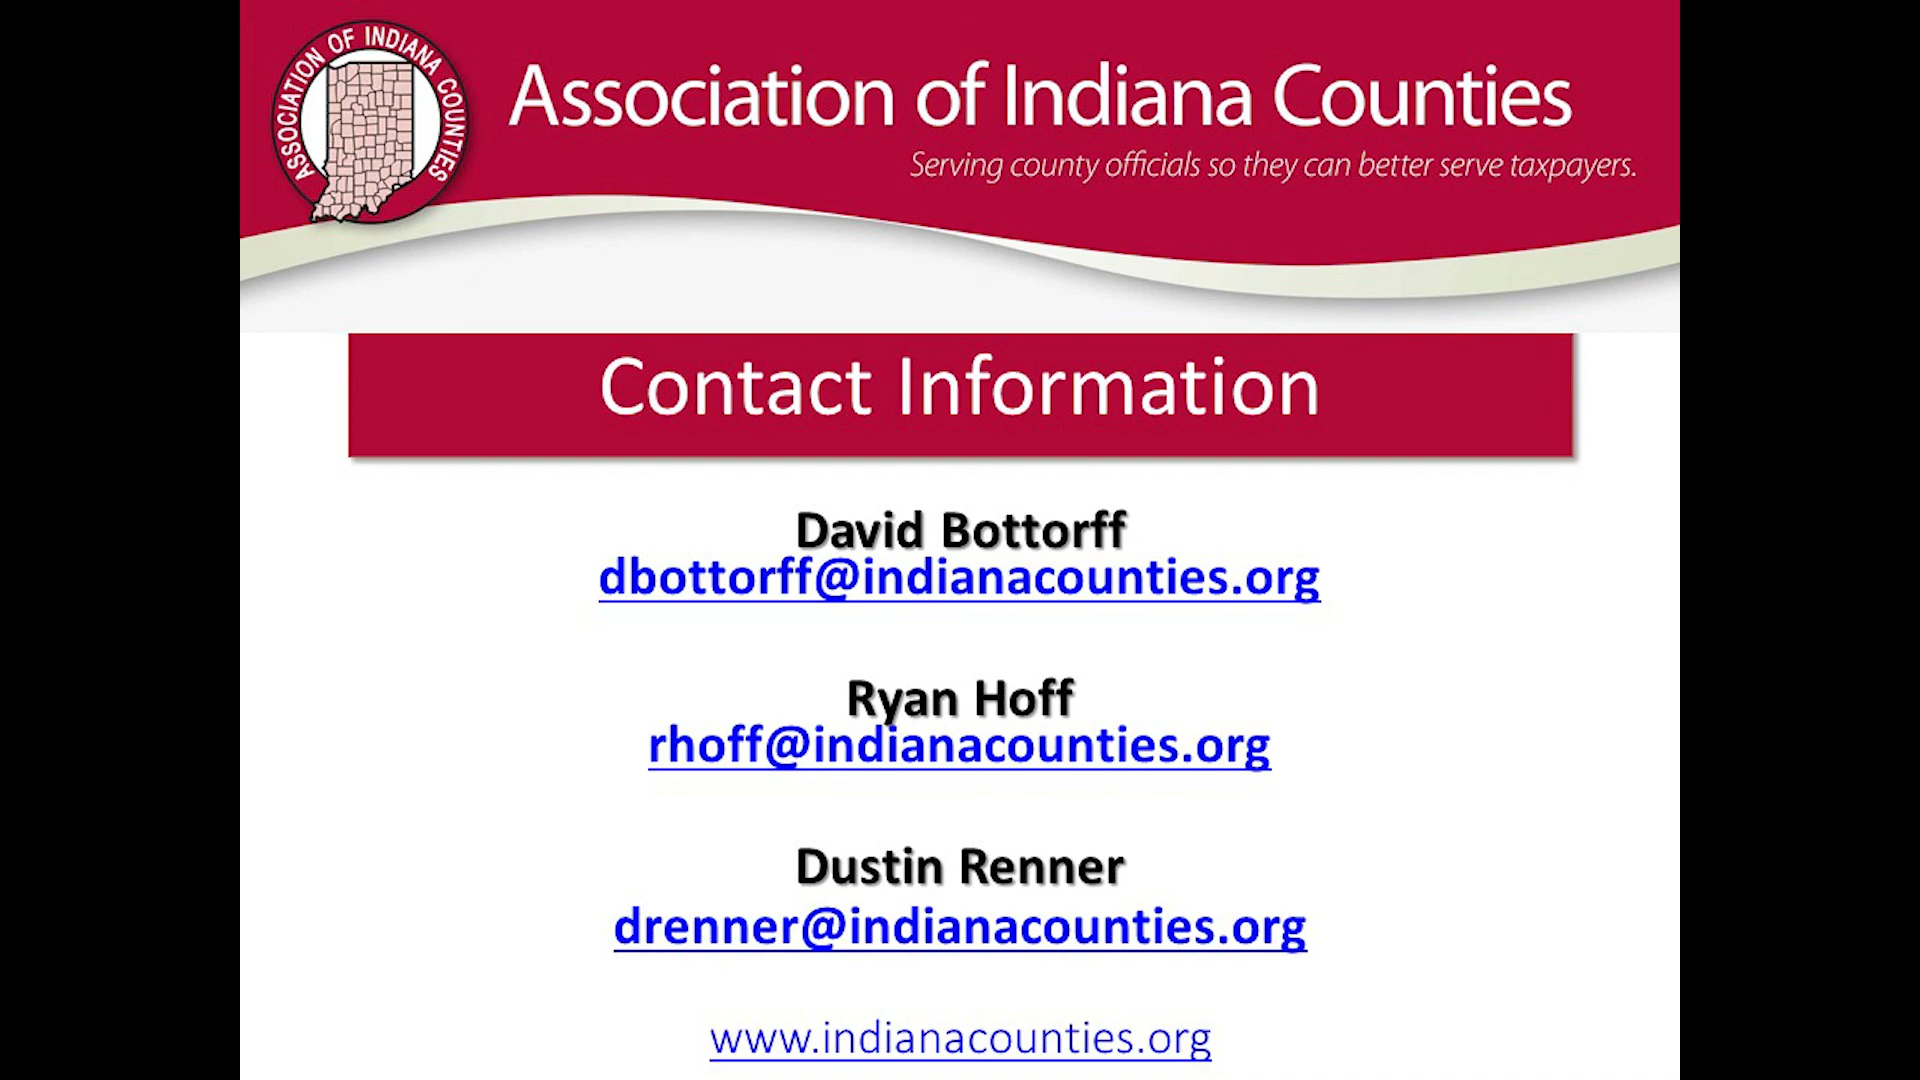 ASSOCIATION OF INDIANA COUNTIES
Association of Indiana Counties
Serving county officials so they can better serve taxpayers.
Contact Information
David Bottorff
dbottorff@indianacounties.org
Ryan Hoff
rhoff@indianacounties.org
Dustin Renner
drenner@indianacounties.org
www.indianacounties.org